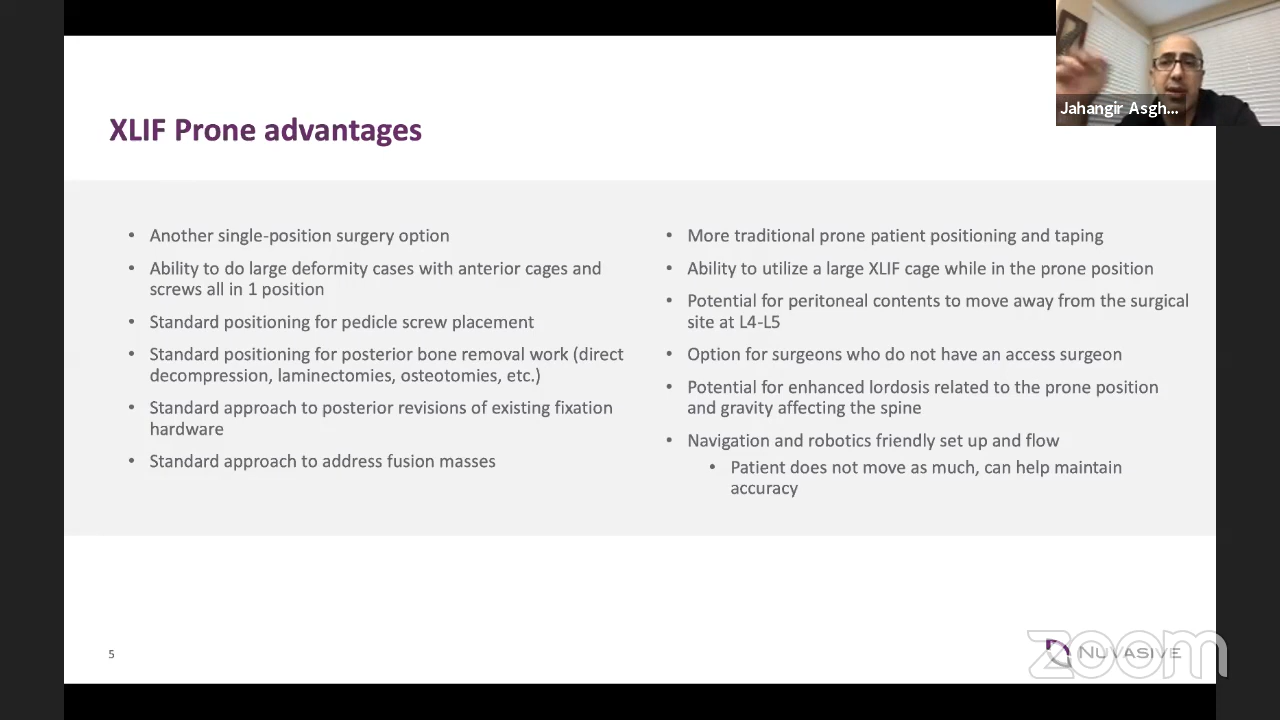 Jahangir Asgh...
XLIF Prone advantages
• Another single-position surgery option
• Ability to do large deformity cases with anterior cages and
screws all in 1 position
• Standard positioning for pedicle screw placement
• Standard positioning for posterior bone removal work (direct
decompression, laminectomies, osteotomies, etc.)
• Standard approach to posterior revisions of existing fixation
hardware
• Standard approach to address fusion masses
• More traditional prone patient positioning and taping
• Ability to utilize a large XLIF cage while in the prone position
• Potential for peritoneal contents to move away from the surgical
site at L4-L5
• Option for surgeons who do not have an access surgeon
• Potential for enhanced lordosis related to the prone position
and gravity affecting the spine
• Navigation and robotics friendly set up and flow
• Patient does not move as much, can help maintain
accuracy
5
NUVASIVE
zoom